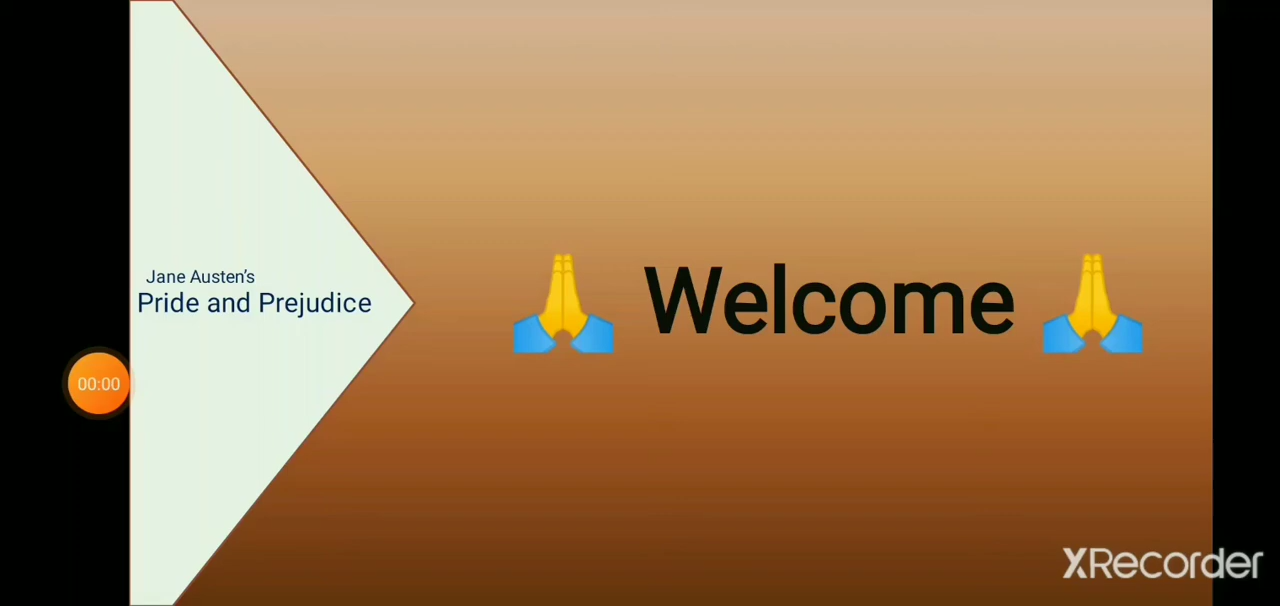 Jane Austen’s
Pride and Prejudice
🙏 Welcome 🙏
00:00
XRecorder